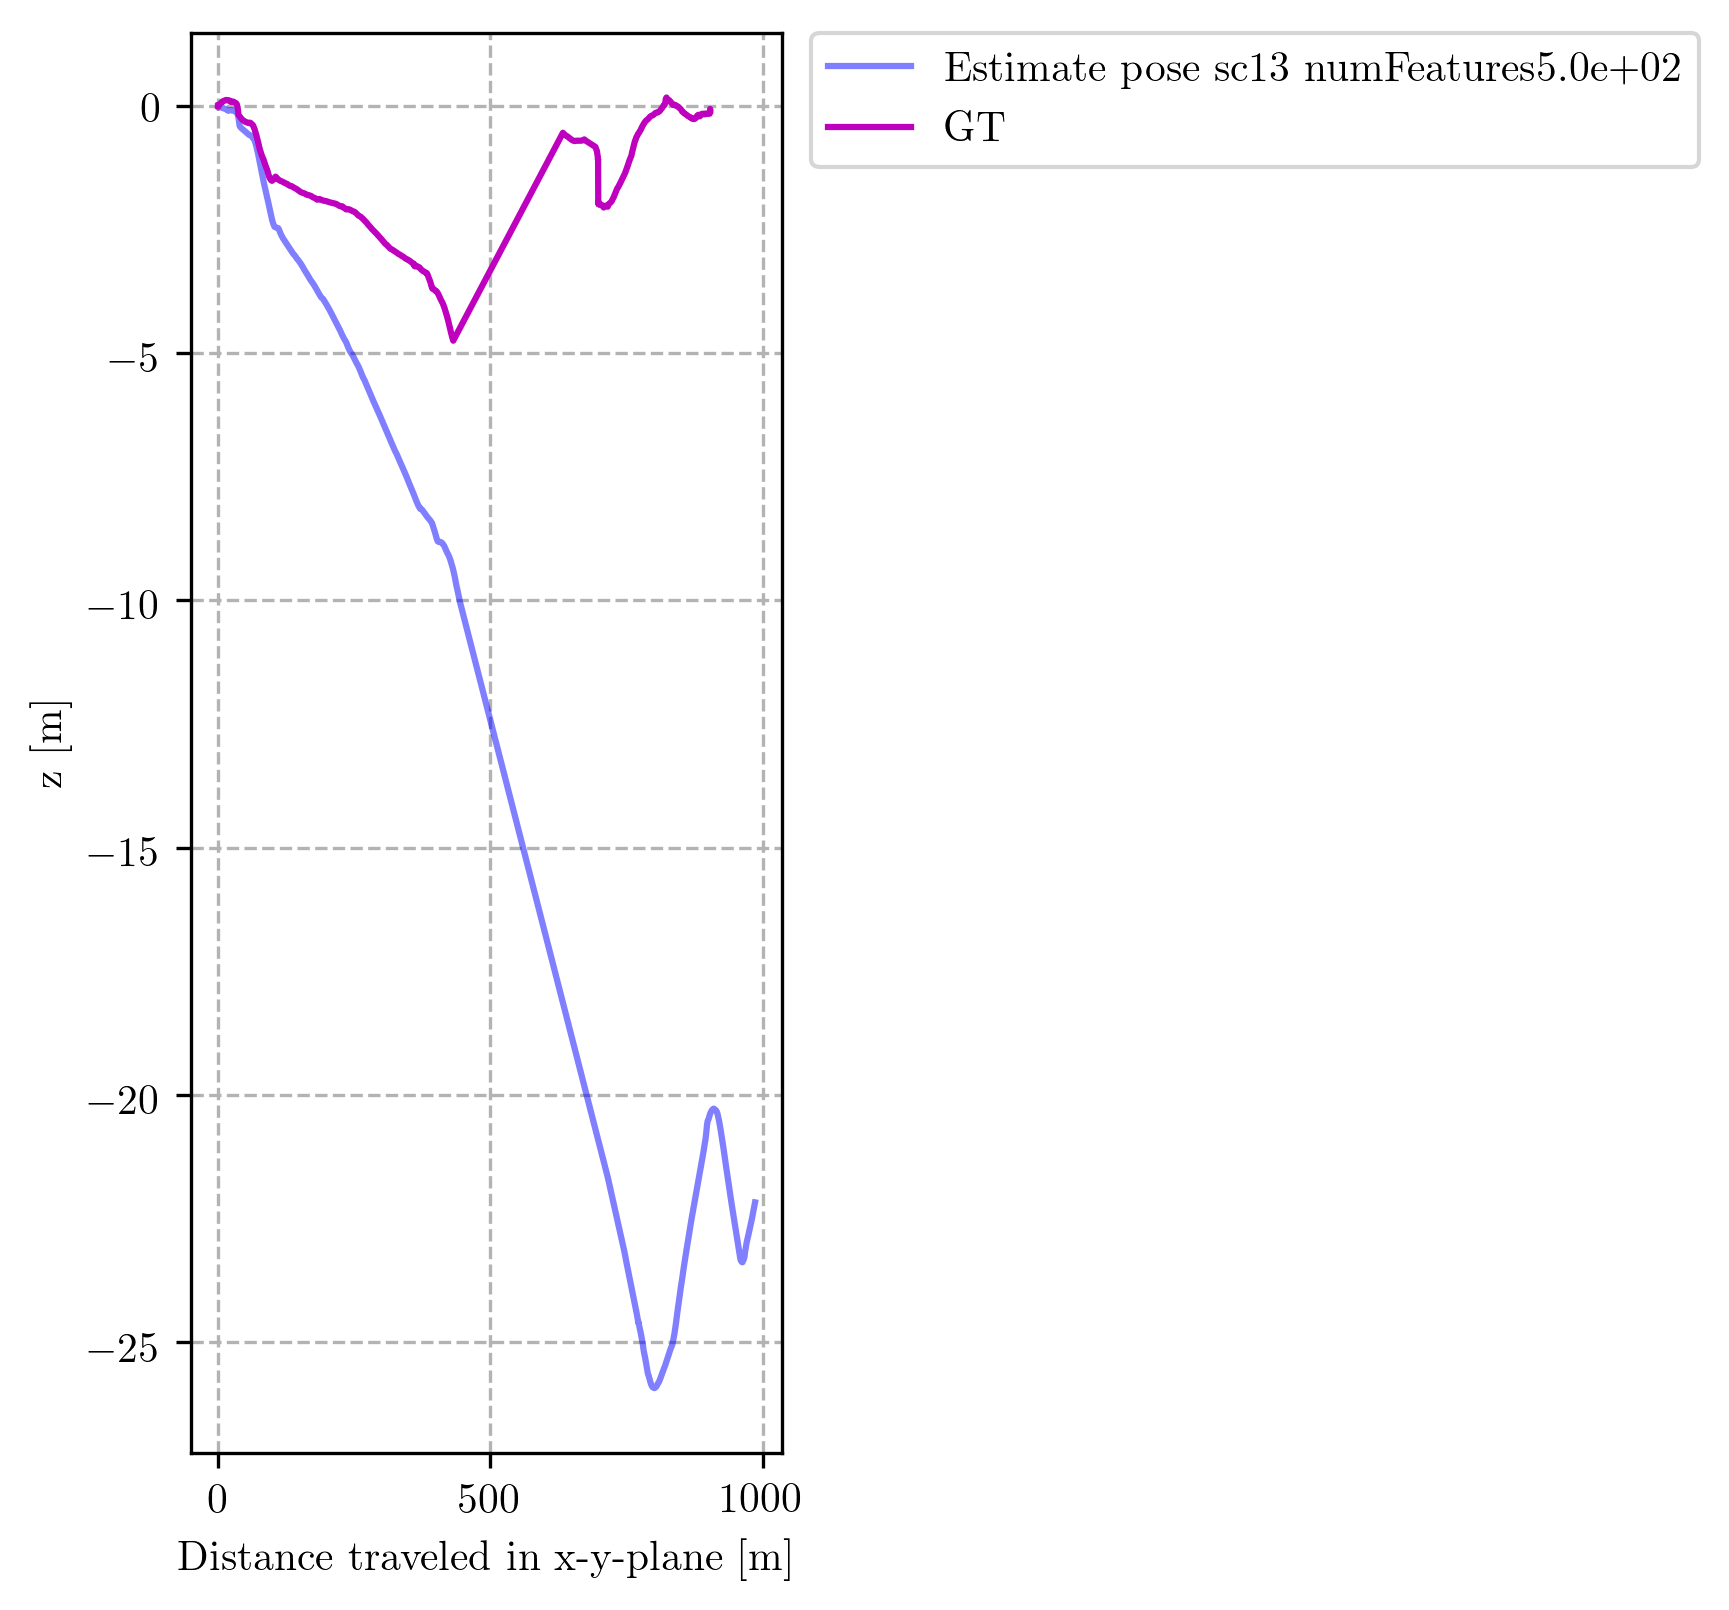 Estimate pose sc13 numFeatures5.0e+02
GT
0
−5
−10
−15
−20
−25
z [m]
0 500 1000
Distance traveled in x-y-plane [m]